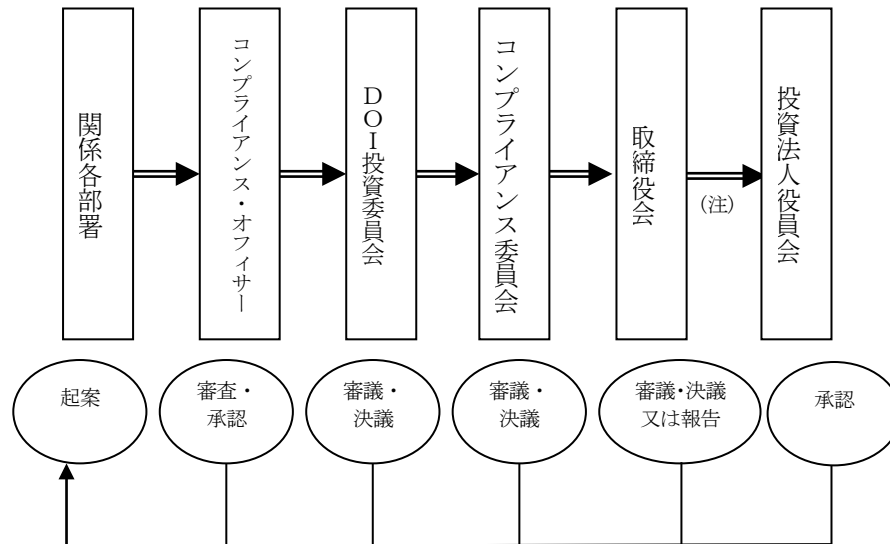 関係各部署
コンプライアンス・オフィサー
DOI投資委員会
コンプライアンス委員会
取締役会
(注)
投資法人役員会
起案
審査・
承認
審議・
決議
審議・
決議
審議・決議
又は報告
承認